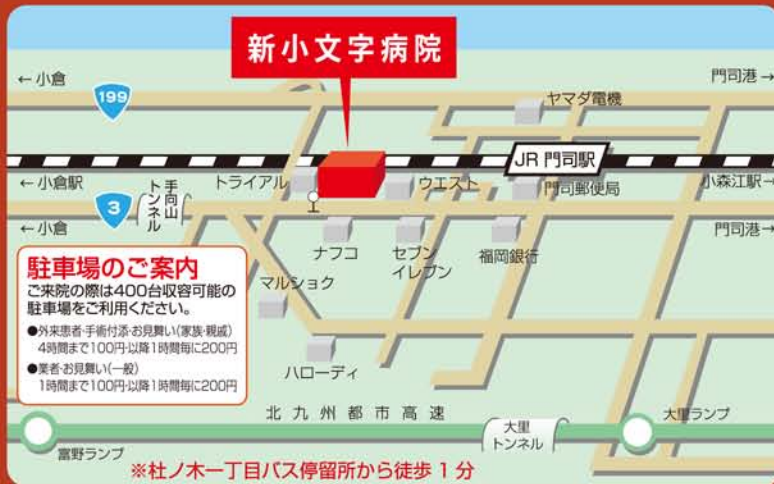 新小文字病院
←小倉
門司港→
199
ヤマダ電機
JR 門司駅
←小倉駅
トライアル
ウエスト
門司郵便局
小森江駅→
3
手向山
トンネル
←小倉
門司港→
ナフコ
セブン
イレブン
福岡銀行
駐車場のご案内
ご来院の際は400台収容可能の
駐車場をご利用ください。
●外来患者・手術付添・お見舞い(家族・親戚)
4時間まで100円・以降1時間毎に200円
●業者・お見舞い(一般)
1時間まで100円・以降1時間毎に200円
マルショク
ハローディ
北九州都市高速
大里
トンネル
大里ランプ
富野ランプ
※杜ノ木一丁目バス停留所から徒歩 1 分